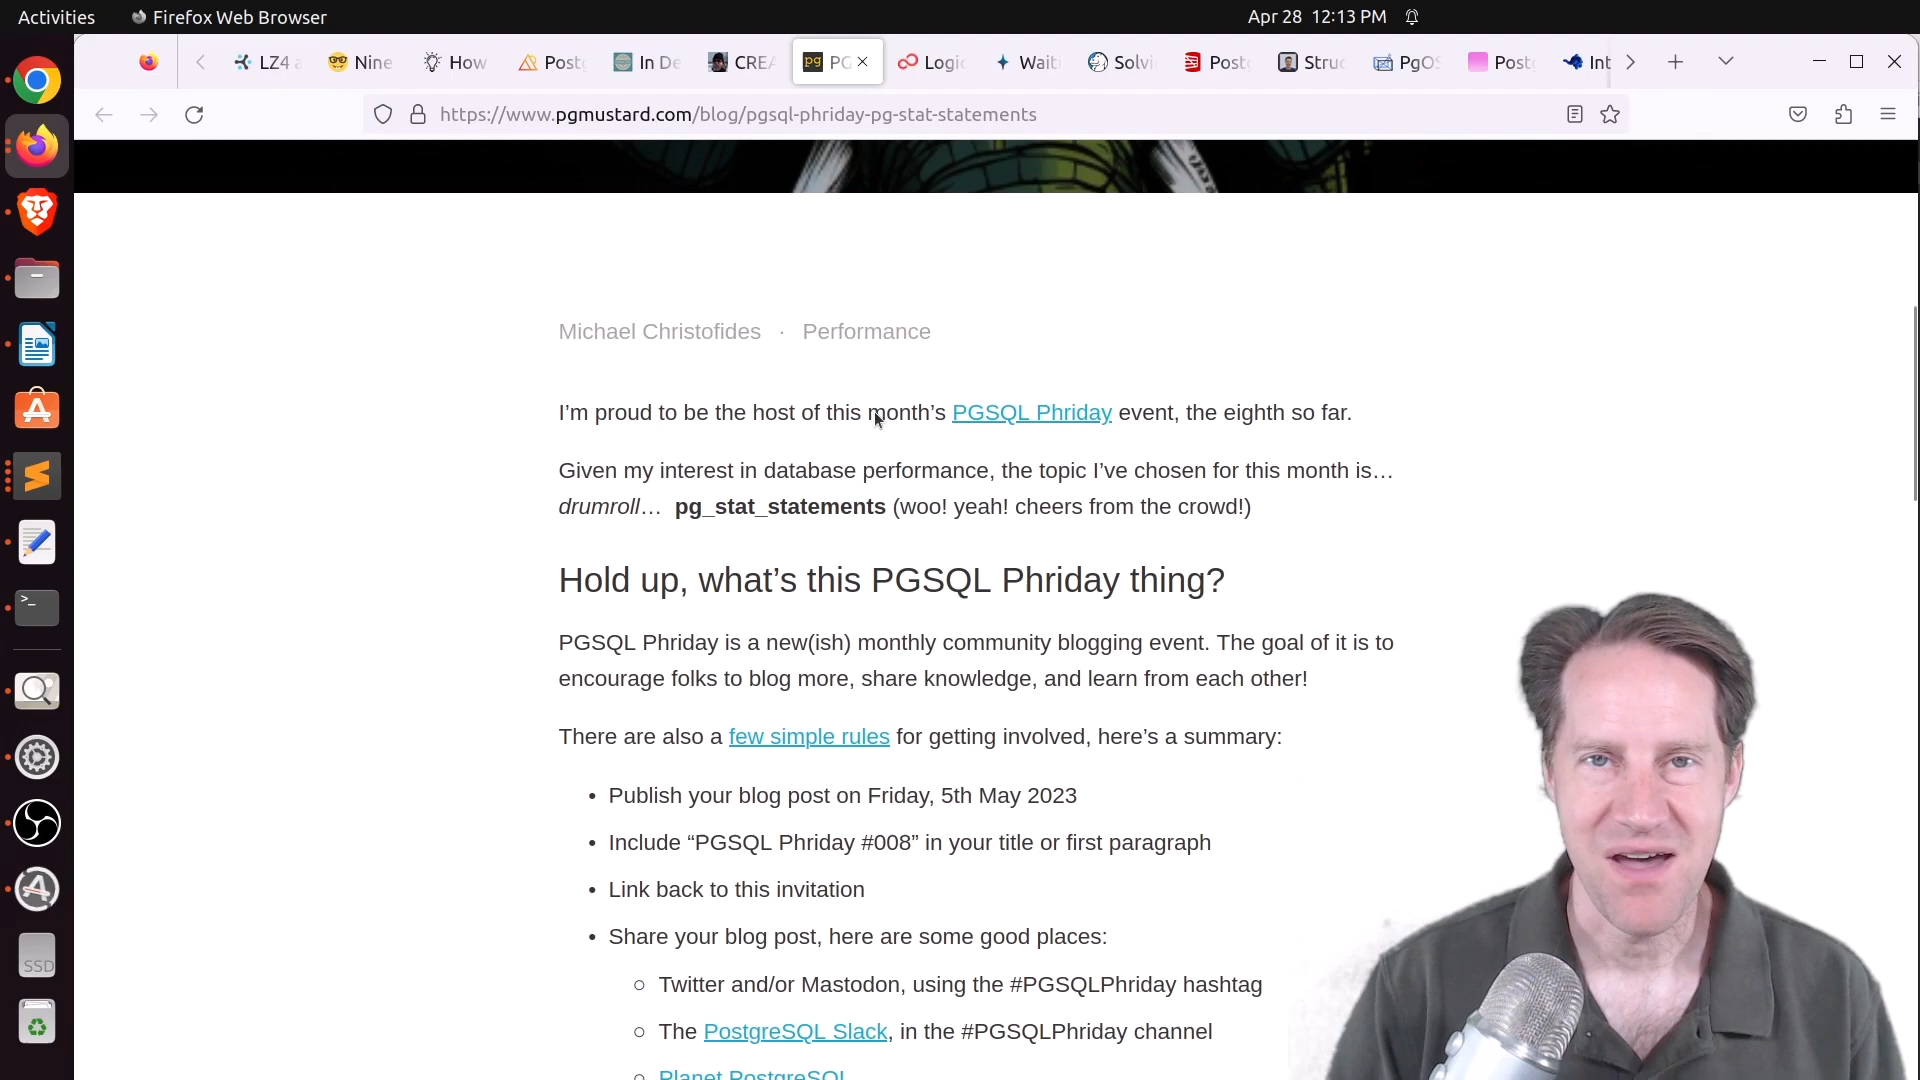 Activities Firefox Web Browser Apr 28 12:13 PM
LZ4 a Nine How Post In De CREA PG Logi Wait Solvi Post Struc PgOS Post Int
https://www.pgmustard.com/blog/pgsql-phriday-pg-stat-statements
Michael Christofides · Performance
I’m proud to be the host of this month’s PGSQL Phriday event, the eighth so far.
Given my interest in database performance, the topic I’ve chosen for this month is…
drumroll… pg_stat_statements (woo! yeah! cheers from the crowd!)
Hold up, what’s this PGSQL Phriday thing?
PGSQL Phriday is a new(ish) monthly community blogging event. The goal of it is to
encourage folks to blog more, share knowledge, and learn from each other!
There are also a few simple rules for getting involved, here’s a summary:
• Publish your blog post on Friday, 5th May 2023
• Include “PGSQL Phriday #008” in your title or first paragraph
• Link back to this invitation
• Share your blog post, here are some good places:
○ Twitter and/or Mastodon, using the #PGSQLPhriday hashtag
○ The PostgreSQL Slack, in the #PGSQLPhriday channel
○ Planet PostgreSQL
SSD